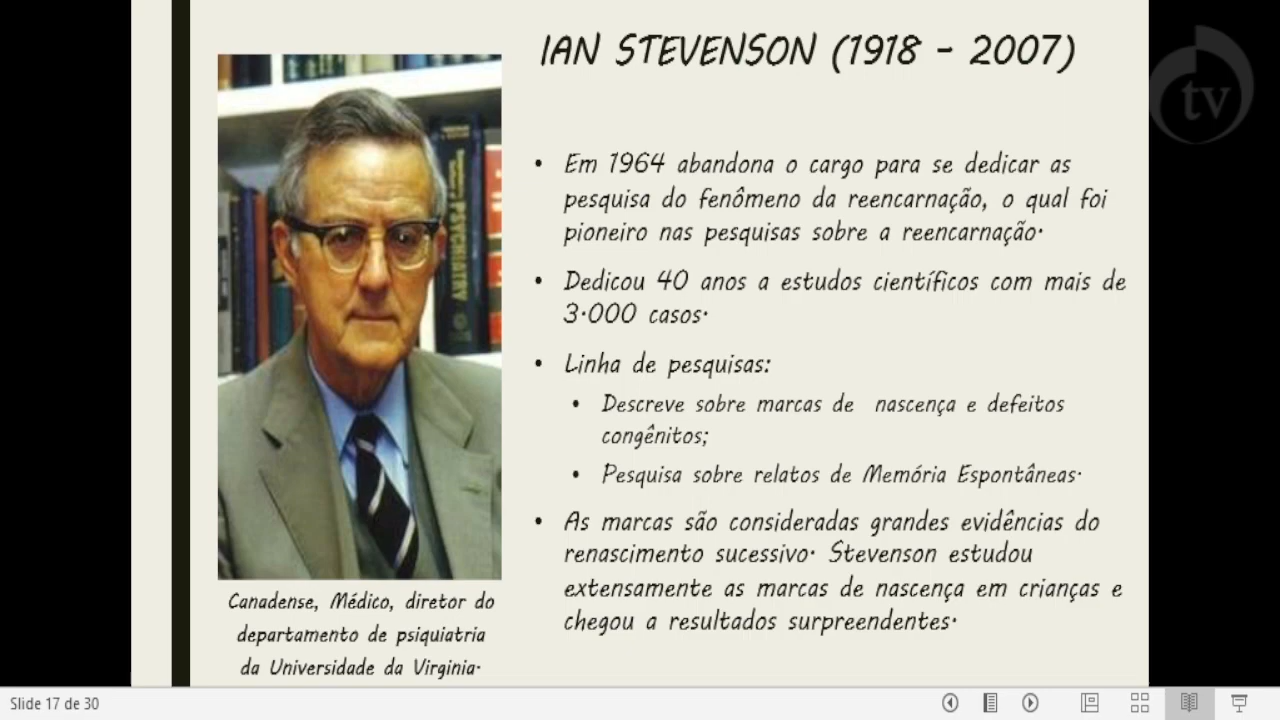 IAN STEVENSON (1918 - 2007)
tv
• Em 1964 abandona o cargo para se dedicar as
pesquisa do fenômeno da reencarnação, o qual foi
pioneiro nas pesquisas sobre a reencarnação.
• Dedicou 40 anos a estudos científicos com mais de
3.000 casos.
• Linha de pesquisas:
• Descreve sobre marcas de nascença e defeitos
congênitos;
• Pesquisa sobre relatos de Memória Espontâneas.
• As marcas são consideradas grandes evidências do
renascimento sucessivo. Stevenson estudou
extensamente as marcas de nascença em crianças e
chegou a resultados surpreendentes.
PSYCHIATRY
Canadense, Médico, diretor do
departamento de psiquiatria
da Universidade da Virginia.
Slide 17 de 30